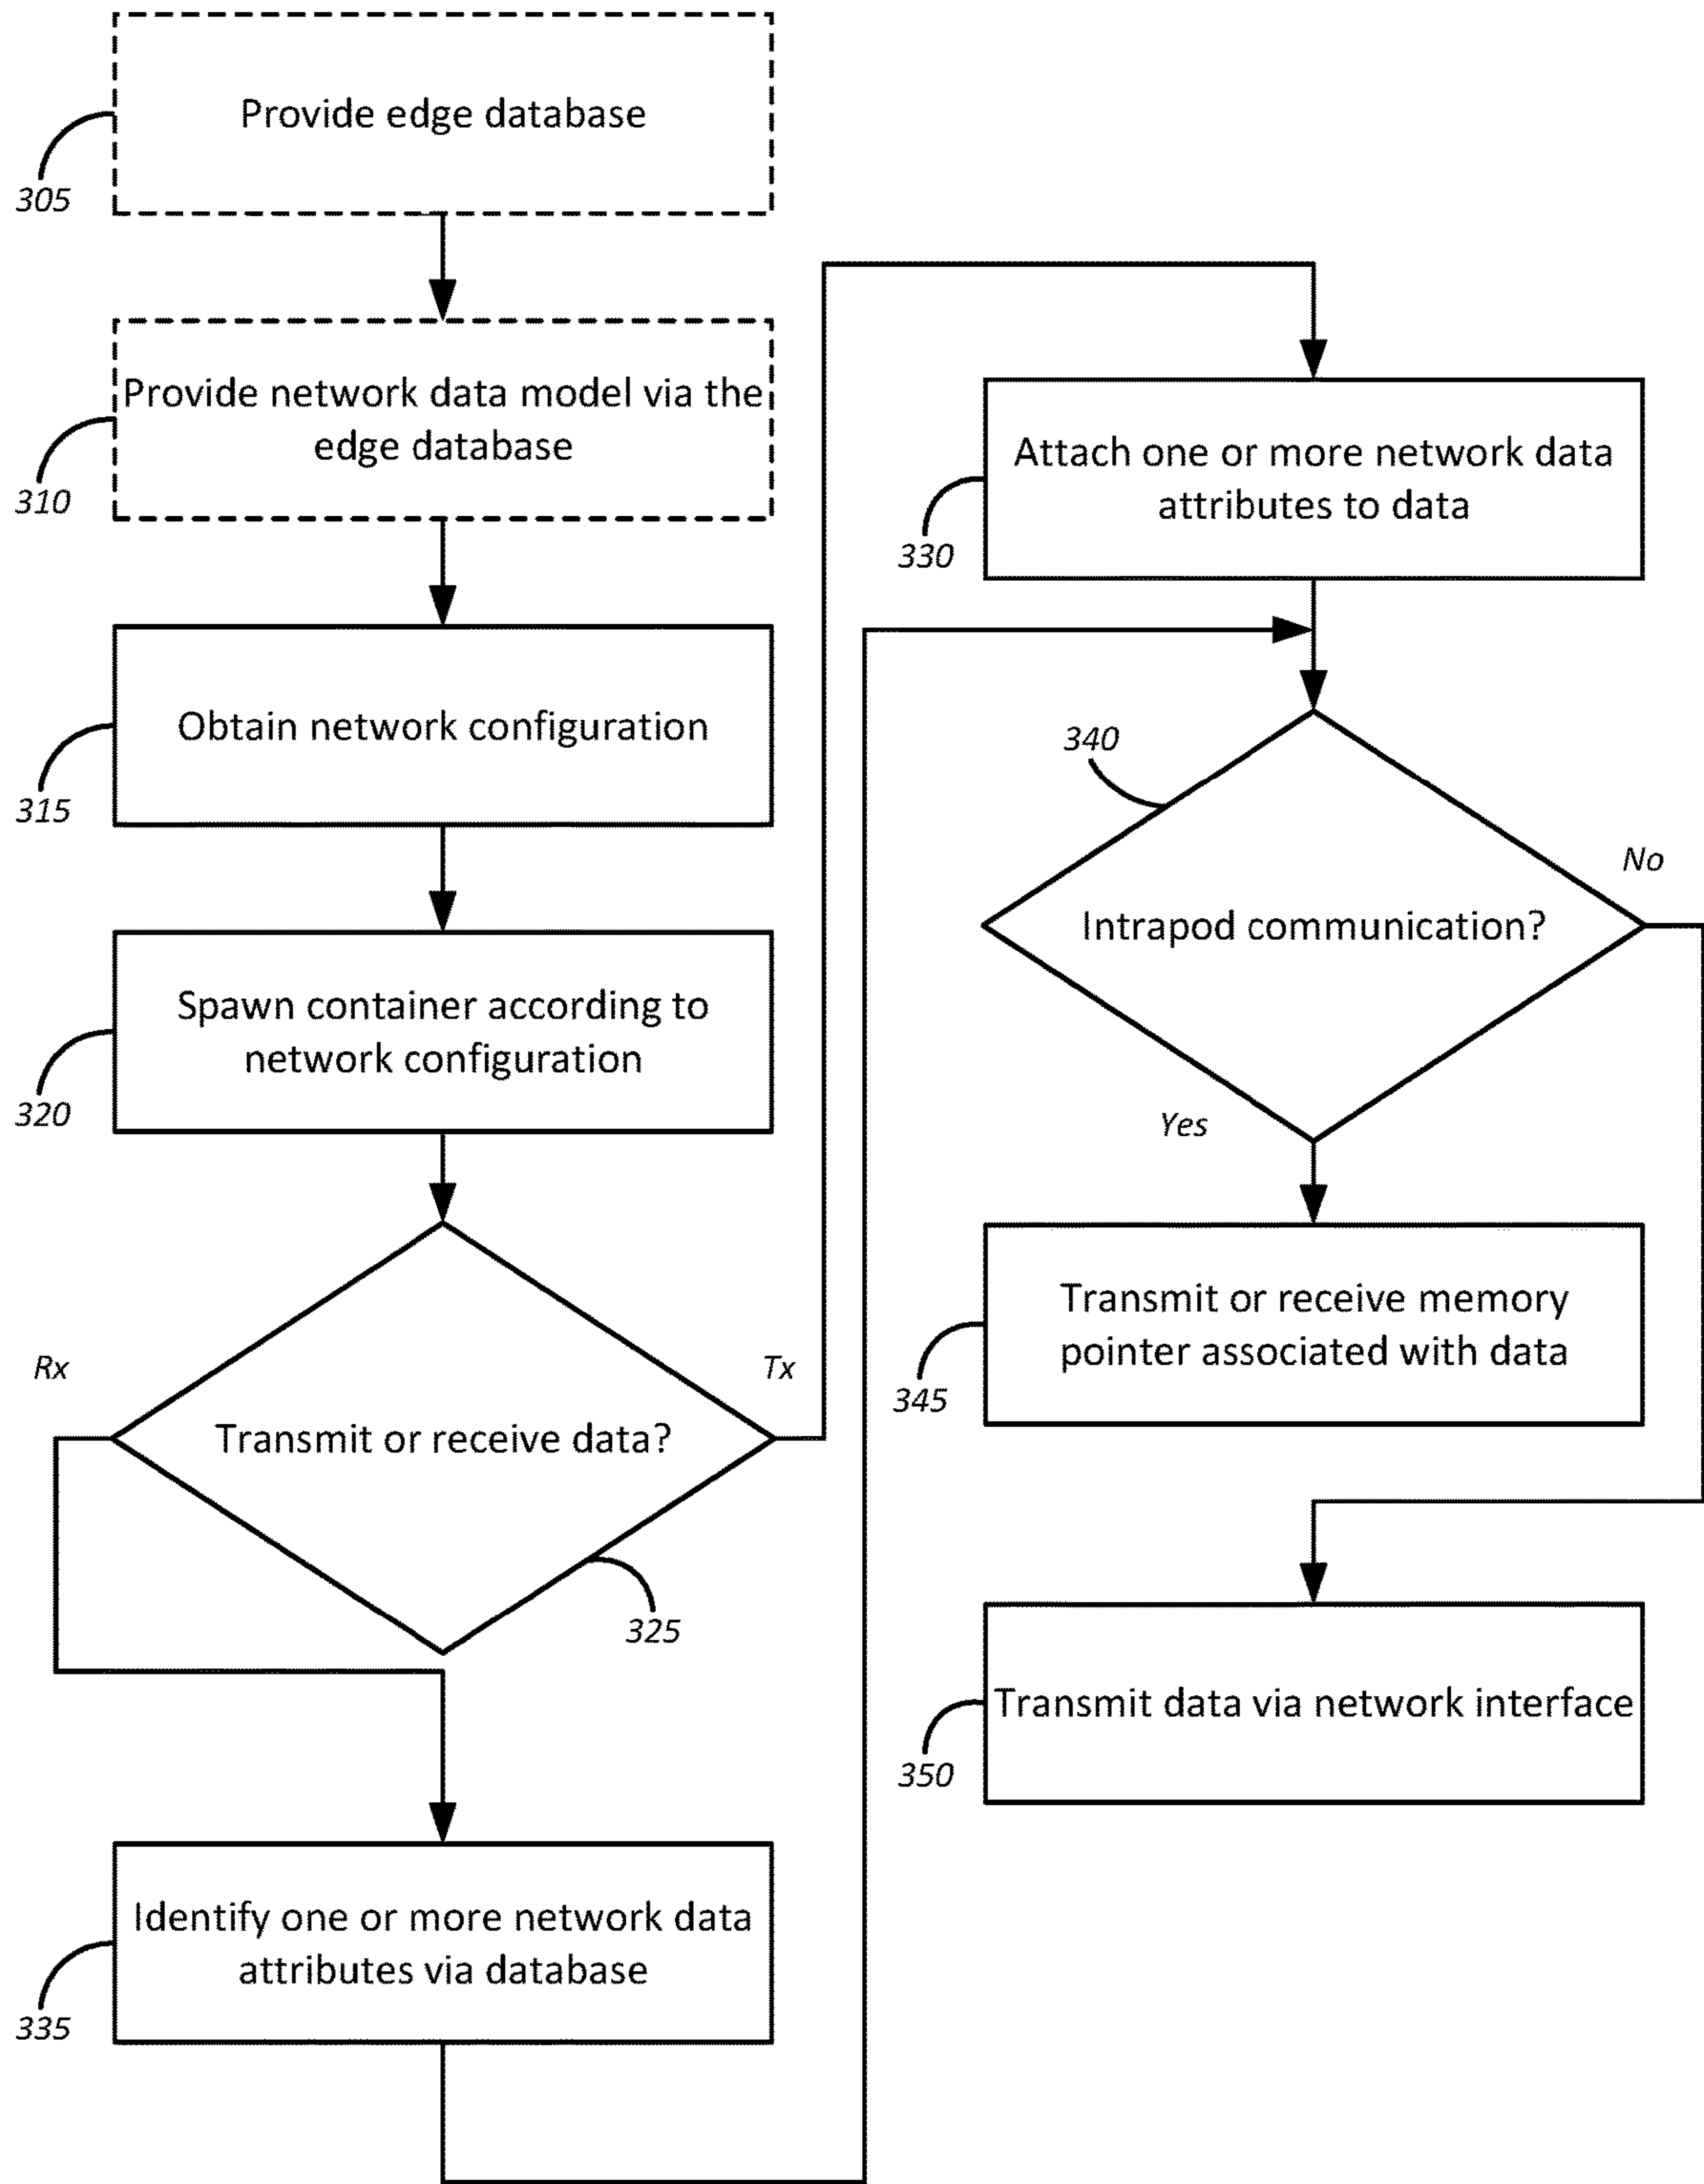 Provide edge database
305
Provide network data model via the
edge database
310
Obtain network configuration
315
Spawn container according to
network configuration
320
Rx
Tx
Transmit or receive data?
325
Identify one or more network data
attributes via database
335
Attach one or more network data
attributes to data
330
340
No
Intrapod communication?
Yes
Transmit or receive memory
pointer associated with data
345
Transmit data via network interface
350